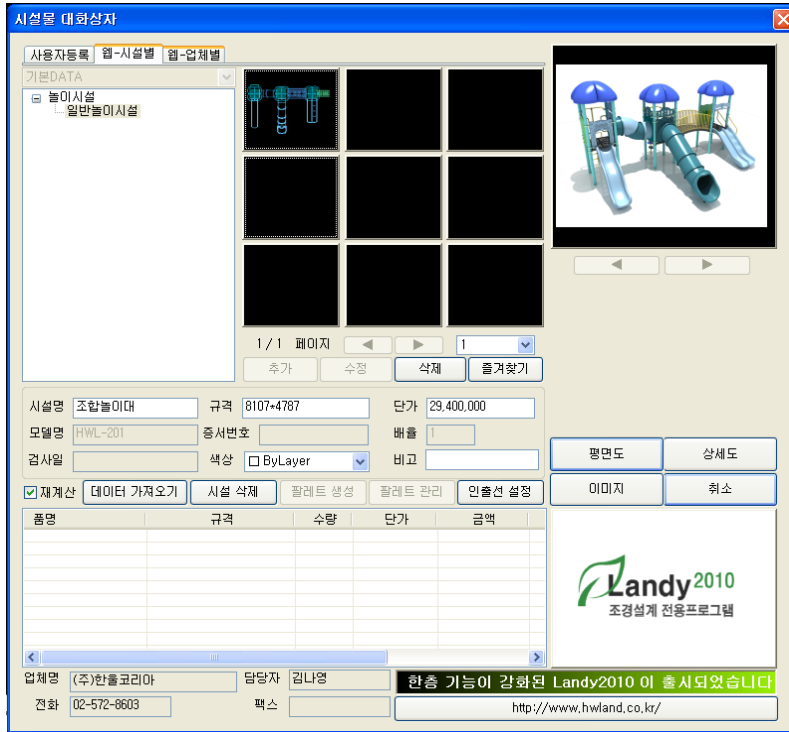 시설물 대화상자
사용자등록 웹-시설별 웹-업체별
기본DATA
놀이시설
일반놀이시설
1 / 1 페이지 1
추가 수정 삭제 즐겨찾기
시설명 조합놀이대 규격 8107*4787 단가 29,400,000
모델명 HWL-201 증서번호 배율 1
검사일 색상 ByLayer 비고
평면도 상세도
재계산 데이터 가져오기 시설 삭제 팔레트 생성 팔레트 관리 인출선 설정
이미지 취소
품명 규격 수량 단가 금액
Landy 2010
조경설계 전용프로그램
업체명 (주)한울코리아 담당자 김나영
한층 기능이 강화된 Landy2010 이 출시되었습니다
전화 02-572-8603 팩스
http://www.hwland.co.kr/